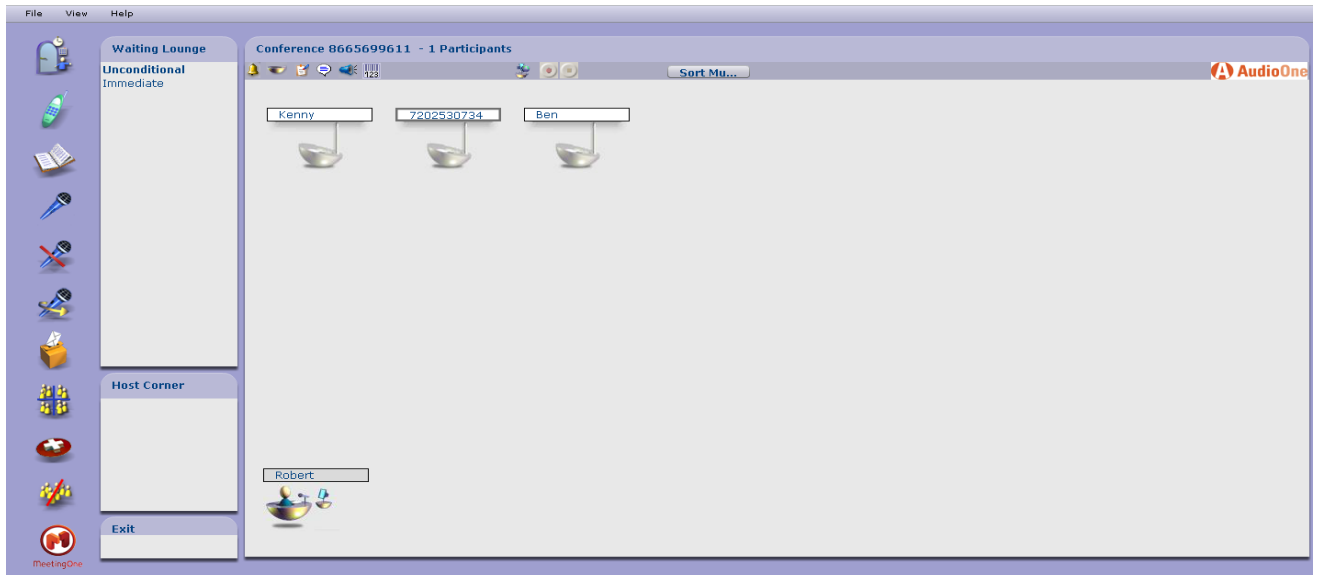 File View Help
Waiting Lounge
Unconditional
Immediate
Host Corner
Exit
MeetingOne
Conference 8665699611 - 1 Participants
123
Sort Mu...
AudioOne
Kenny
7202530734
Ben
Robert